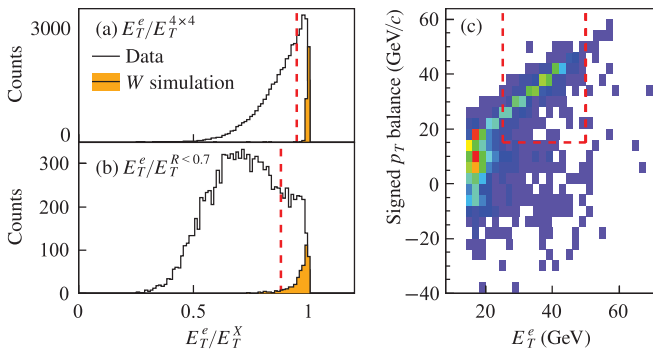 (a) E_T^e/E_T^{4×4}
Data
W simulation
3000
0
Counts
(b) E_T^e/E_T^{R<0.7}
300
200
100
0
Counts
0 0.5 1
E_T^e/E_T^X
(c)
60
40
20
0
−20
−40
Signed p_T balance (GeV/c)
20 40 60
E_T^e (GeV)